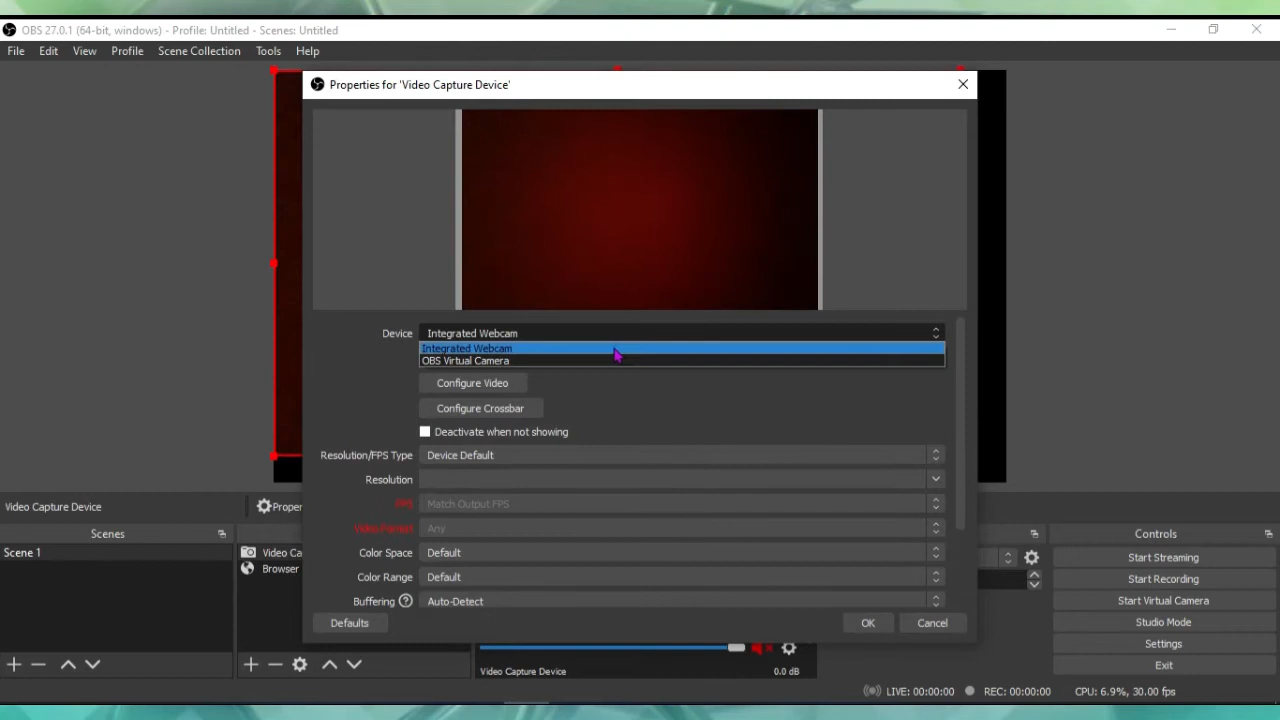 OBS 27.0.1 (64-bit, windows) - Profile: Untitled - Scenes: Untitled
File Edit View Profile Scene Collection Tools Help
Properties for 'Video Capture Device'
Device Integrated Webcam
Integrated Webcam
OBS Virtual Camera
Configure Video
Configure Crossbar
Deactivate when not showing
Resolution/FPS Type Device Default
Resolution
FPS Match Output FPS
Video Format Any
Color Space Default
Color Range Default
Buffering ? Auto-Detect
Defaults OK Cancel
Video Capture Device Proper
Scenes Controls
Scene 1
Video Ca
Browser
Start Streaming
Start Recording
Start Virtual Camera
Studio Mode
Settings
Exit
Video Capture Device 0.0 dB
LIVE: 00:00:00 REC: 00:00:00 CPU: 6.9%, 30.00 fps